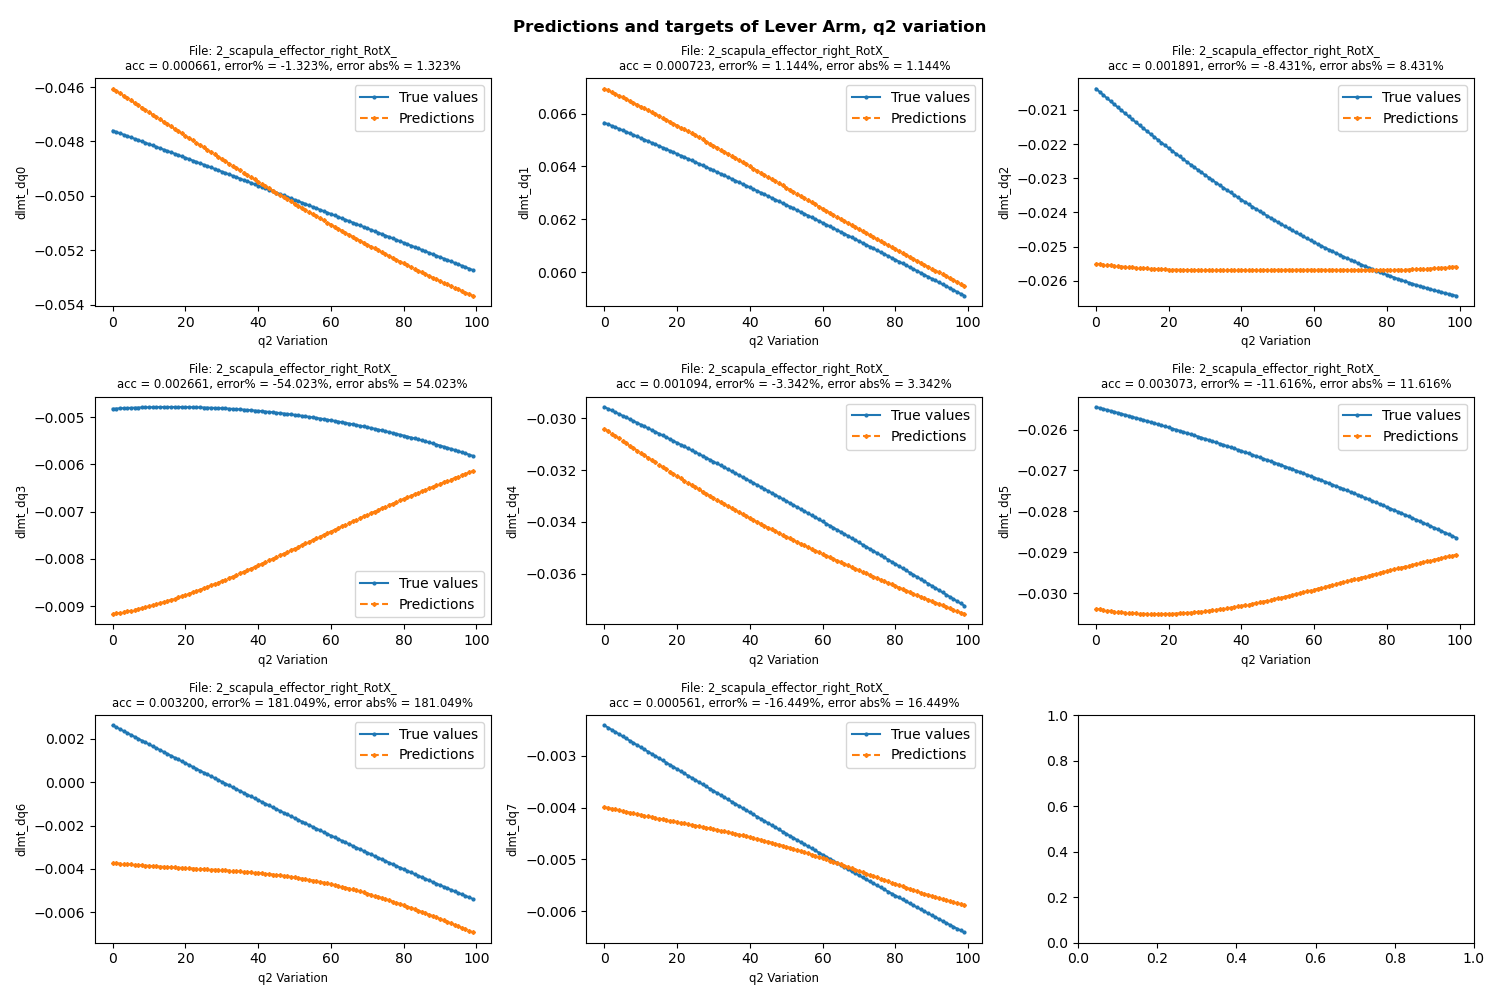 Predictions and targets of Lever Arm, q2 variation
File: 2_scapula_effector_right_RotX_
acc = 0.000661, error% = -1.323%, error abs% = 1.323%
−0.046
−0.048
−0.050
−0.052
−0.054
dlmt_dq0
True values
Predictions
0 20 40 60 80 100
q2 Variation
File: 2_scapula_effector_right_RotX_
acc = 0.000723, error% = 1.144%, error abs% = 1.144%
0.066
0.064
0.062
0.060
dlmt_dq1
True values
Predictions
0 20 40 60 80 100
q2 Variation
File: 2_scapula_effector_right_RotX_
acc = 0.001891, error% = -8.431%, error abs% = 8.431%
−0.021
−0.022
−0.023
−0.024
−0.025
−0.026
dlmt_dq2
True values
Predictions
0 20 40 60 80 100
q2 Variation
File: 2_scapula_effector_right_RotX_
acc = 0.002661, error% = -54.023%, error abs% = 54.023%
−0.005
−0.006
−0.007
−0.008
−0.009
dlmt_dq3
True values
Predictions
0 20 40 60 80 100
q2 Variation
File: 2_scapula_effector_right_RotX_
acc = 0.001094, error% = -3.342%, error abs% = 3.342%
−0.030
−0.032
−0.034
−0.036
dlmt_dq4
True values
Predictions
0 20 40 60 80 100
q2 Variation
File: 2_scapula_effector_right_RotX_
acc = 0.003073, error% = -11.616%, error abs% = 11.616%
−0.026
−0.027
−0.028
−0.029
−0.030
dlmt_dq5
True values
Predictions
0 20 40 60 80 100
q2 Variation
File: 2_scapula_effector_right_RotX_
acc = 0.003200, error% = 181.049%, error abs% = 181.049%
0.002
0.000
−0.002
−0.004
−0.006
dlmt_dq6
True values
Predictions
0 20 40 60 80 100
q2 Variation
File: 2_scapula_effector_right_RotX_
acc = 0.000561, error% = -16.449%, error abs% = 16.449%
−0.003
−0.004
−0.005
−0.006
dlmt_dq7
True values
Predictions
0 20 40 60 80 100
q2 Variation
1.0
0.8
0.6
0.4
0.2
0.0
0.0 0.2 0.4 0.6 0.8 1.0